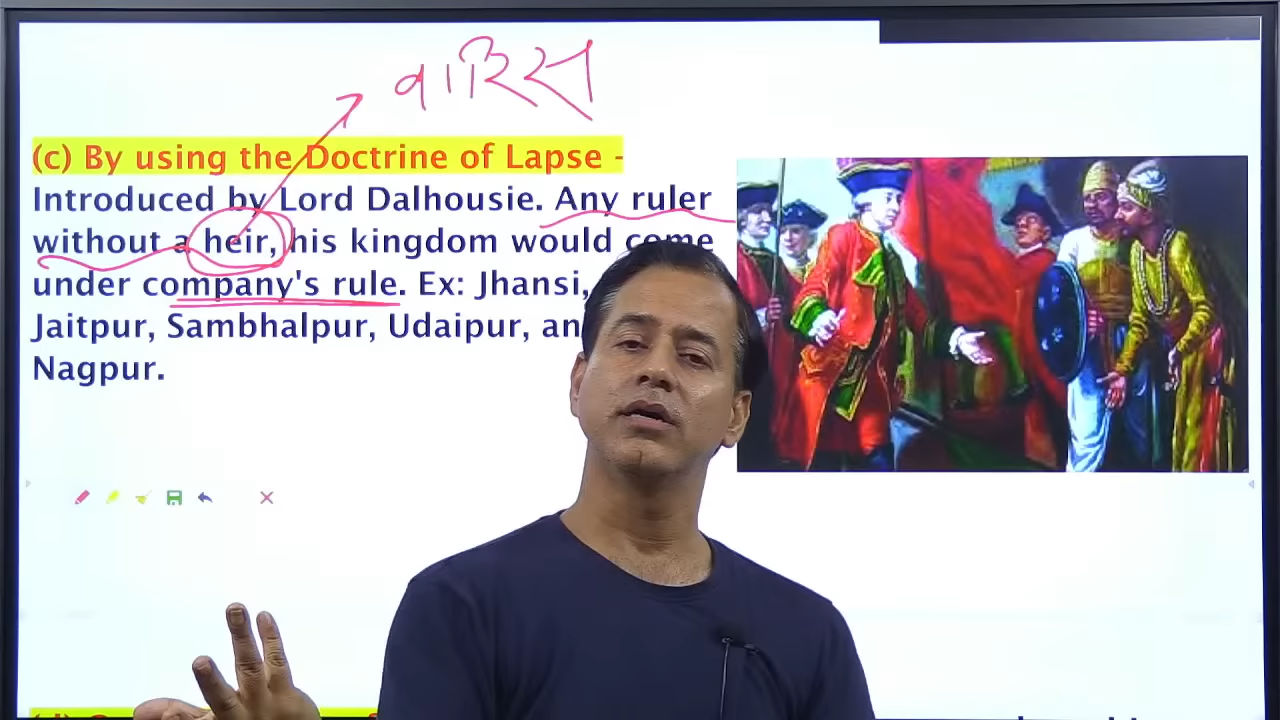 वारिस
(c) By using the Doctrine of Lapse -
Introduced by Lord Dalhousie. Any ruler
without a heir, his kingdom would come
under company's rule. Ex: Jhansi,
Jaitpur, Sambhalpur, Udaipur,
Nagpur.